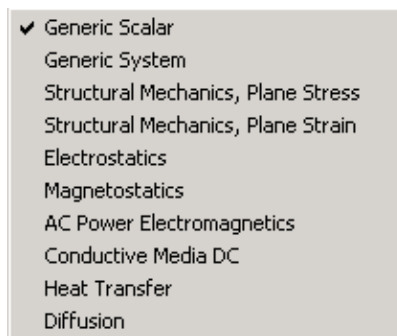 Generic Scalar
Generic System
Structural Mechanics, Plane Stress
Structural Mechanics, Plane Strain
Electrostatics
Magnetostatics
AC Power Electromagnetics
Conductive Media DC
Heat Transfer
Diffusion